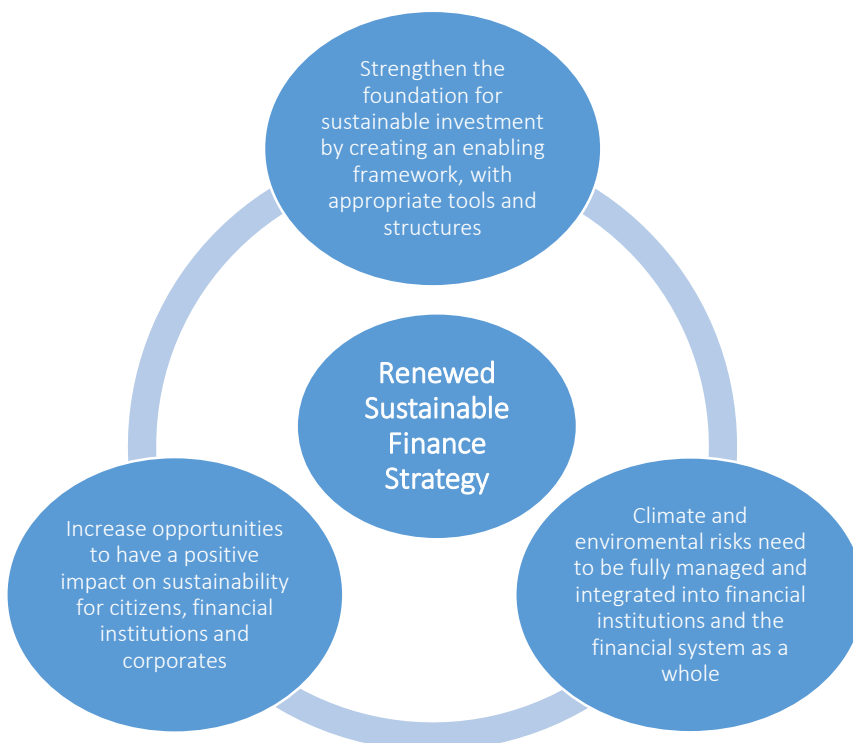 Strengthen the
foundation for
sustainable investment
by creating an enabling
framework, with
appropriate tools and
structures
Renewed
Sustainable
Finance
Strategy
Increase opportunities
to have a positive
impact on sustainability
for citizens, financial
institutions and
corporates
Climate and
enviromental risks need
to be fully managed and
integrated into financial
institutions and the
financial system as a
whole